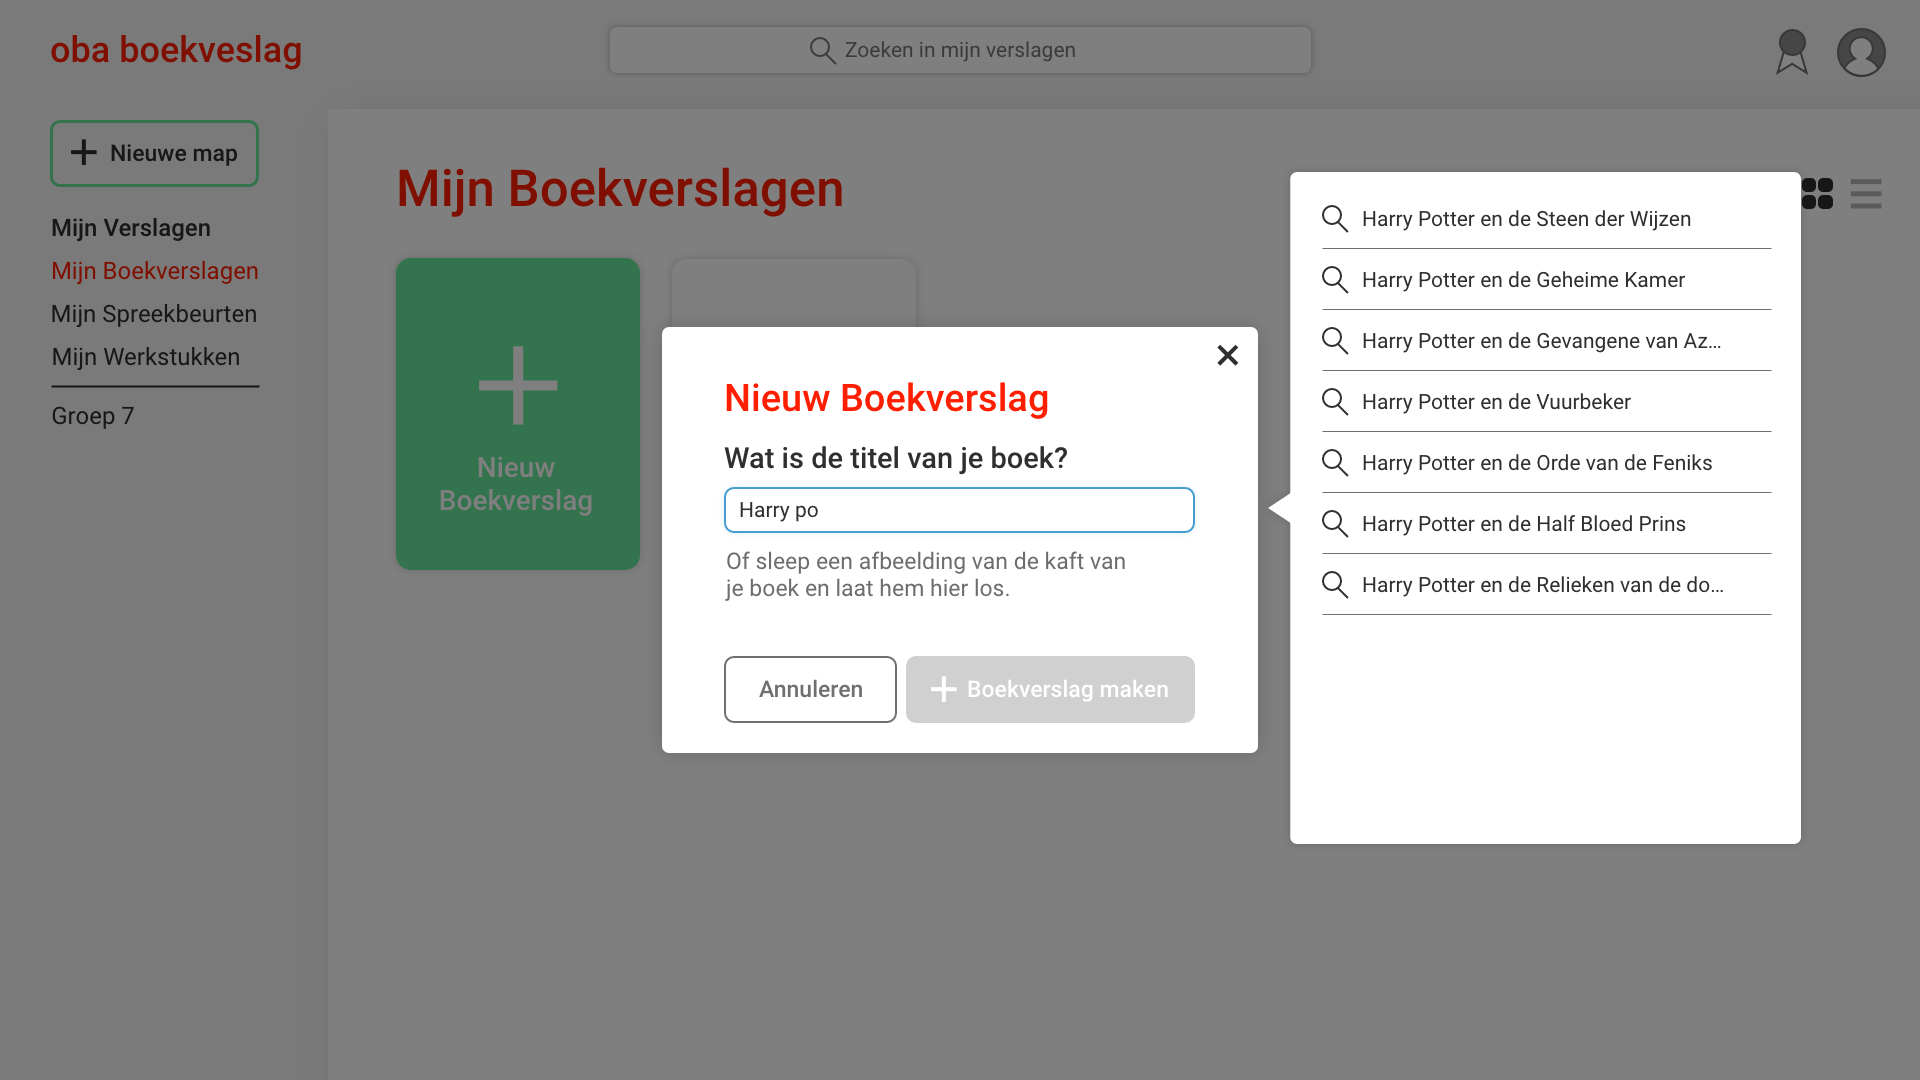 oba boekveslag
Zoeken in mijn verslagen
Nieuwe map
Mijn Verslagen
Mijn Boekverslagen
Mijn Spreekbeurten
Mijn Werkstukken
Groep 7
Mijn Boekverslagen
Nieuw
Boekverslag
Nieuw Boekverslag
Wat is de titel van je boek?
Harry po
Of sleep een afbeelding van de kaft van
je boek en laat hem hier los.
Annuleren
Boekverslag maken
Harry Potter en de Steen der Wijzen
Harry Potter en de Geheime Kamer
Harry Potter en de Gevangene van Az...
Harry Potter en de Vuurbeker
Harry Potter en de Orde van de Feniks
Harry Potter en de Half Bloed Prins
Harry Potter en de Relieken van de do...